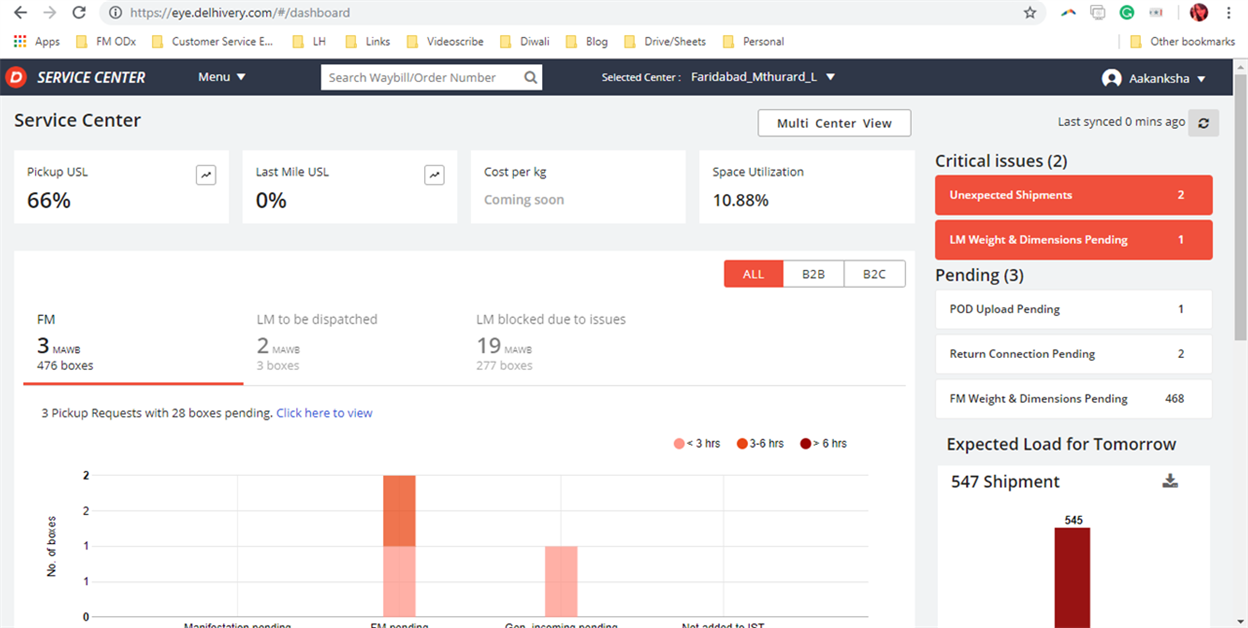 https://eye.delhivery.com/#/dashboard
Apps FM ODx Customer Service E... LH Links Videoscribe Diwali Blog Drive/Sheets Personal Other bookmarks
D SERVICE CENTER Menu Search Waybill/Order Number Selected Center : Faridabad_Mthurard_L Aakanksha
Service Center Multi Center View Last synced 0 mins ago
Pickup USL
66%
Last Mile USL
0%
Cost per kg
Coming soon
Space Utilization
10.88%
ALL B2B B2C
FM
3 MAWB
476 boxes
LM to be dispatched
2 MAWB
3 boxes
LM blocked due to issues
19 MAWB
277 boxes
3 Pickup Requests with 28 boxes pending. Click here to view
< 3 hrs 3-6 hrs > 6 hrs
No. of boxes
2
2
1
1
0
Manifestation pending FM pending Gen. incoming pending Not added to IST
Critical issues (2)
Unexpected Shipments 2
LM Weight & Dimensions Pending 1
Pending (3)
POD Upload Pending 1
Return Connection Pending 2
FM Weight & Dimensions Pending 468
Expected Load for Tomorrow
547 Shipment
545